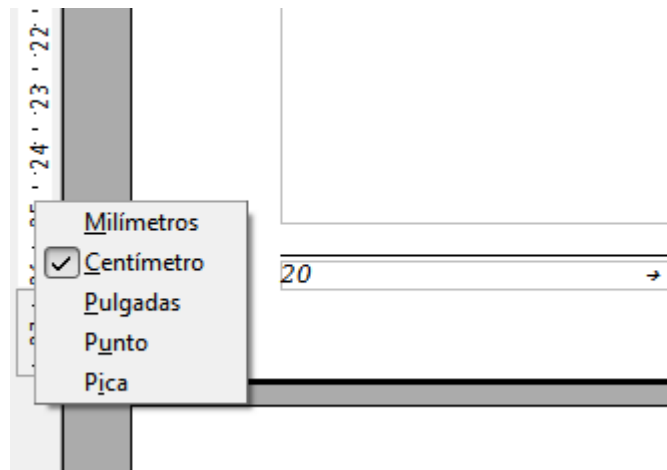 22
23
24
Milímetros
Centímetro
Pulgadas
Punto
Pica
20 →